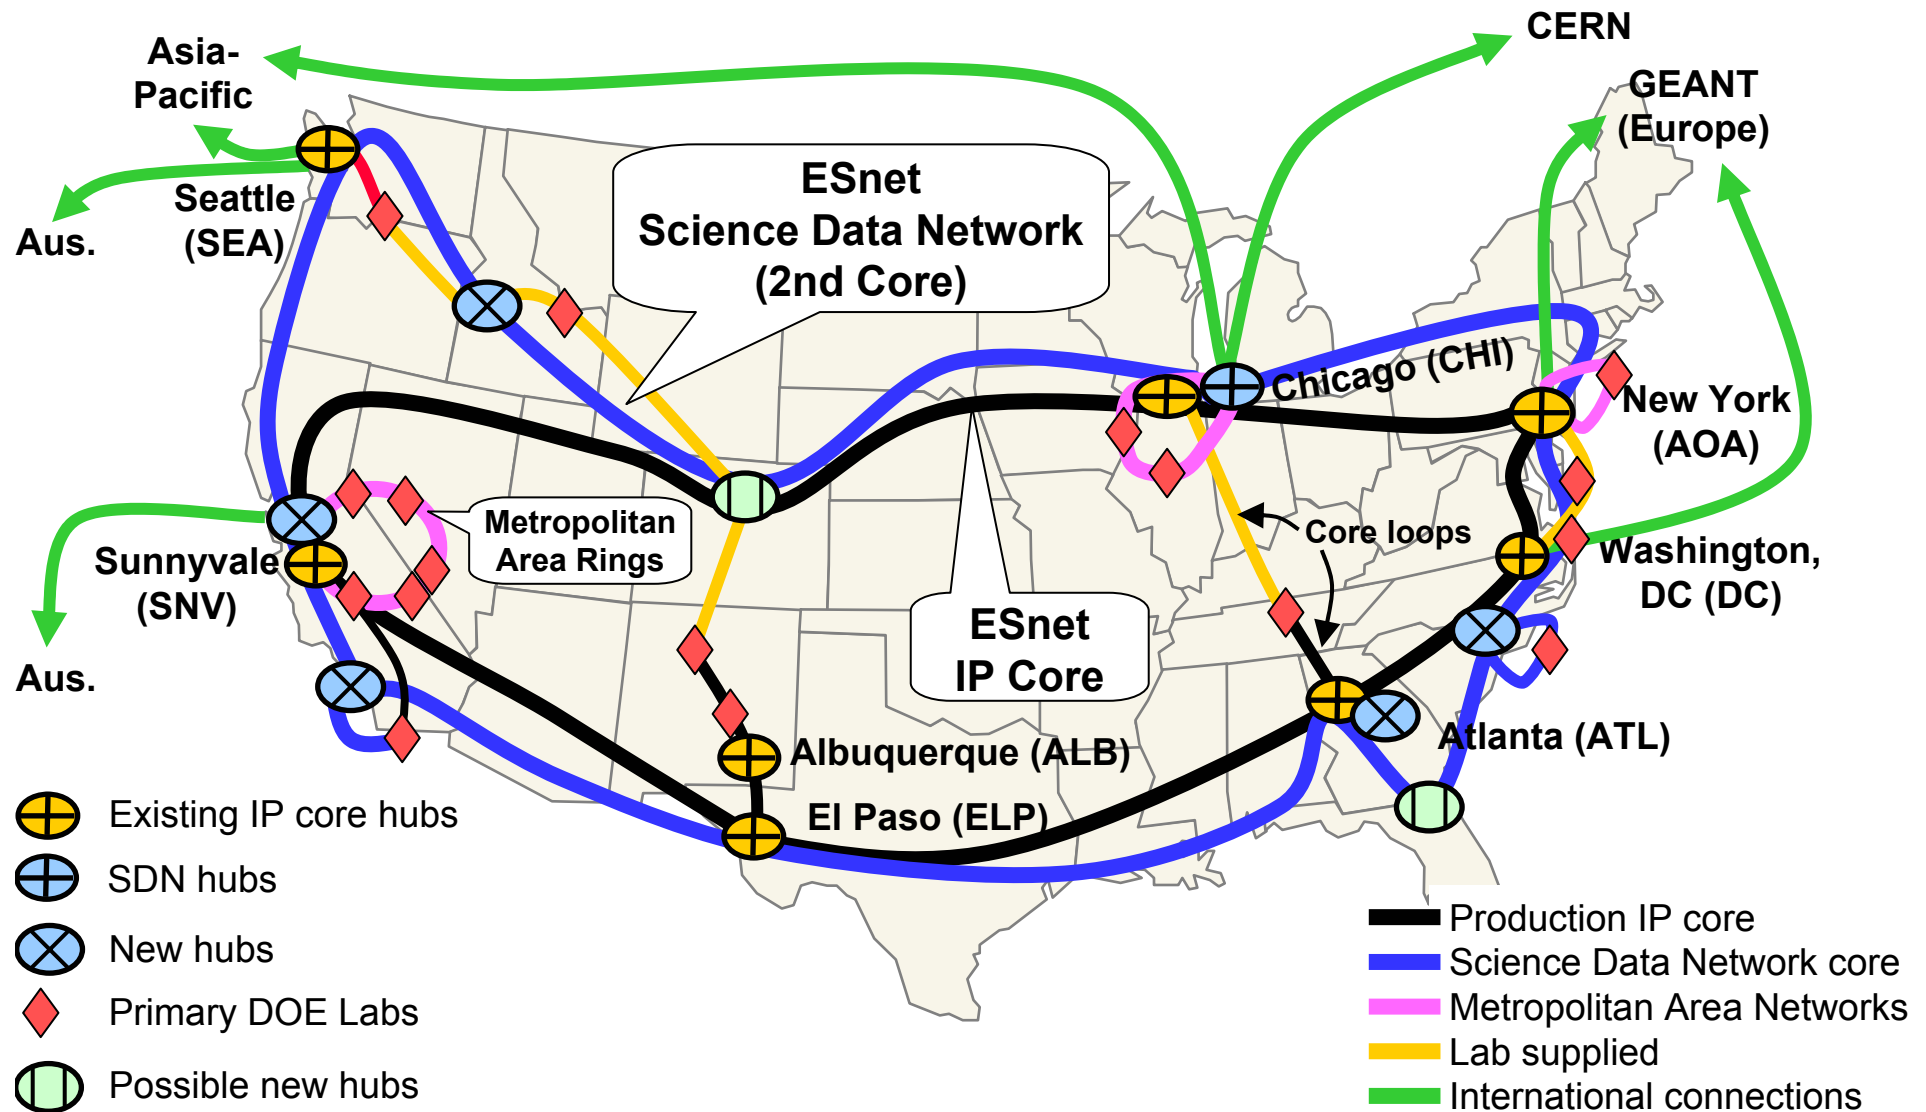 CERN
Asia-
Pacific
GEANT
(Europe)
ESnet
Science Data Network
(2nd Core)
Seattle
(SEA)
Aus.
Chicago (CHI)
New York
(AOA)
Metropolitan
Area Rings
Core loops
Sunnyvale
(SNV)
Washington,
DC (DC)
ESnet
IP Core
Aus.
Albuquerque (ALB)
Atlanta (ATL)
El Paso (ELP)
Existing IP core hubs
SDN hubs
New hubs
Primary DOE Labs
Possible new hubs
Production IP core
Science Data Network core
Metropolitan Area Networks
Lab supplied
International connections